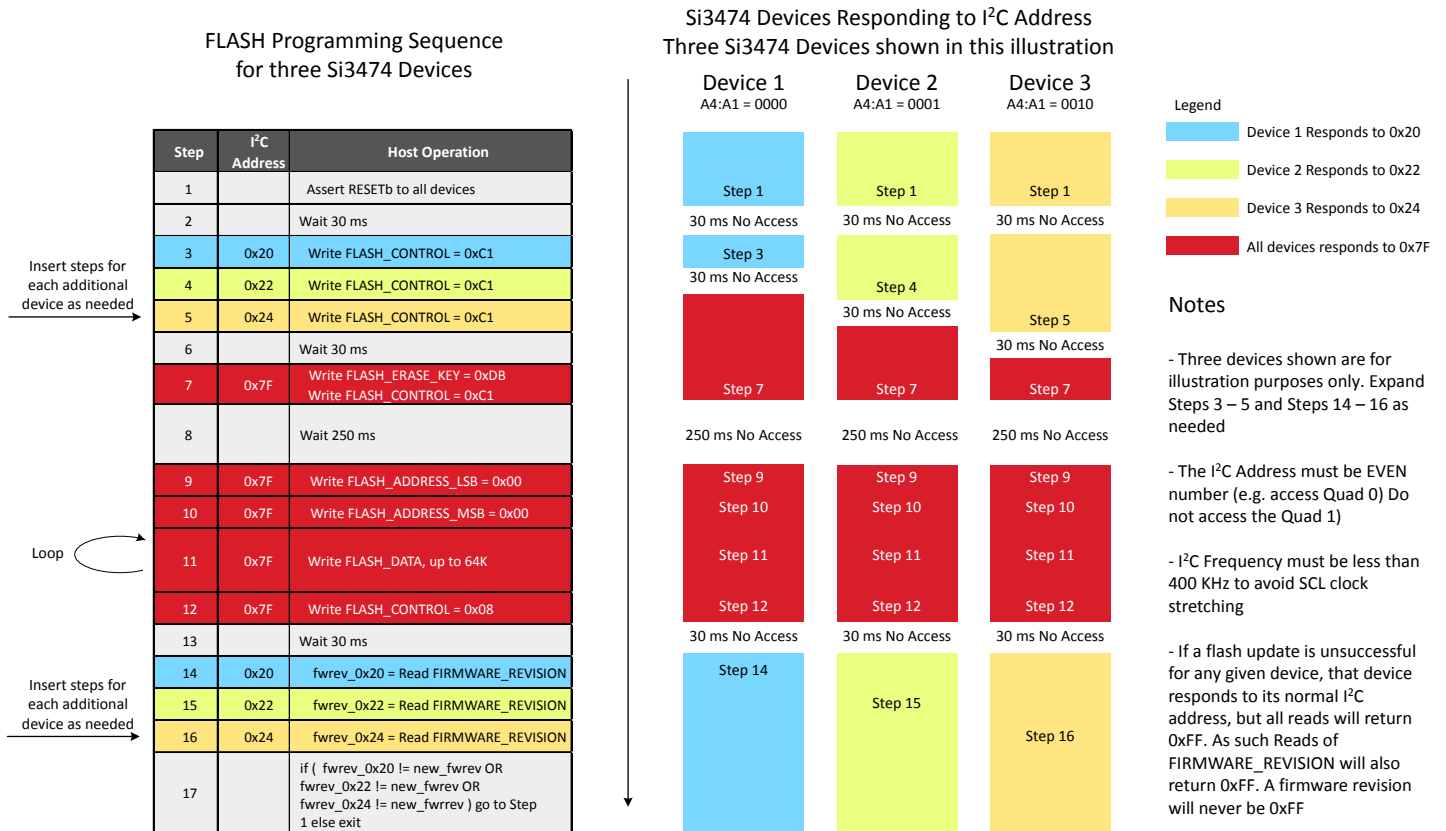 FLASH Programming Sequence
for three Si3474 Devices
Step I²C Address Host Operation
1 Assert RESETb to all devices
2 Wait 30 ms
3 0x20 Write FLASH_CONTROL = 0xC1
4 0x22 Write FLASH_CONTROL = 0xC1
5 0x24 Write FLASH_CONTROL = 0xC1
6 Wait 30 ms
7 0x7F Write FLASH_ERASE_KEY = 0xDB
Write FLASH_CONTROL = 0xC1
8 Wait 250 ms
9 0x7F Write FLASH_ADDRESS_LSB = 0x00
10 0x7F Write FLASH_ADDRESS_MSB = 0x00
11 0x7F Write FLASH_DATA, up to 64K
12 0x7F Write FLASH_CONTROL = 0x08
13 Wait 30 ms
14 0x20 fwrev_0x20 = Read FIRMWARE_REVISION
15 0x22 fwrev_0x22 = Read FIRMWARE_REVISION
16 0x24 fwrev_0x24 = Read FIRMWARE_REVISION
17 if ( fwrev_0x20 != new_fwrev OR
fwrev_0x22 != new_fwrev OR
fwrev_0x24 != new_fwrrev ) go to Step
1 else exit
Insert steps for
each additional
device as needed
Loop
Insert steps for
each additional
device as needed
Si3474 Devices Responding to I²C Address
Three Si3474 Devices shown in this illustration
Device 1
A4:A1 = 0000
Step 1
30 ms No Access
Step 3
30 ms No Access
Step 7
250 ms No Access
Step 9
Step 10
Step 11
Step 12
30 ms No Access
Step 14
Device 2
A4:A1 = 0001
Step 1
30 ms No Access
Step 4
30 ms No Access
Step 7
250 ms No Access
Step 9
Step 10
Step 11
Step 12
30 ms No Access
Step 15
Device 3
A4:A1 = 0010
Step 1
30 ms No Access
Step 5
30 ms No Access
Step 7
250 ms No Access
Step 9
Step 10
Step 11
Step 12
30 ms No Access
Step 16
Legend
Device 1 Responds to 0x20
Device 2 Responds to 0x22
Device 3 Responds to 0x24
All devices responds to 0x7F
Notes
- Three devices shown are for
illustration purposes only. Expand
Steps 3 – 5 and Steps 14 – 16 as
needed
- The I²C Address must be EVEN
number (e.g. access Quad 0) Do
not access the Quad 1)
- I²C Frequency must be less than
400 KHz to avoid SCL clock
stretching
- If a flash update is unsuccessful
for any given device, that device
responds to its normal I²C
address, but all reads will return
0xFF. As such Reads of
FIRMWARE_REVISION will also
return 0xFF. A firmware revision
will never be 0xFF